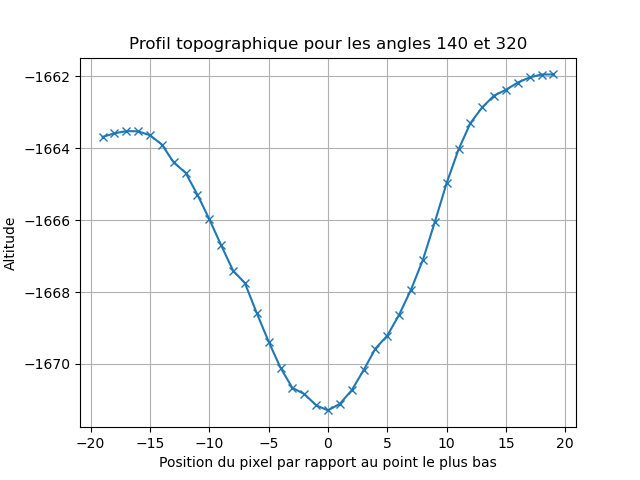 Profil topographique pour les angles 140 et 320
Altitude
−1662
−1664
−1666
−1668
−1670
−20 −15 −10 −5 0 5 10 15 20
Position du pixel par rapport au point le plus bas